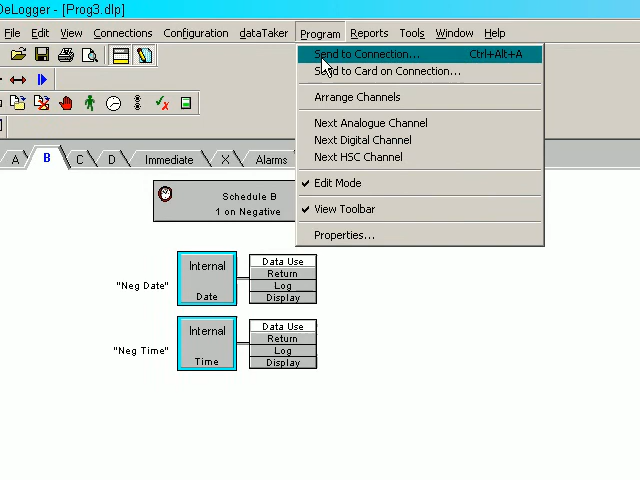 DeLogger - [Prog3.dlp]
File Edit View Connections Configuration dataTaker Program Reports Tools Window Help
Send to Connection... Ctrl+Alt+A
Send to Card on Connection...
Arrange Channels
Next Analogue Channel
Next Digital Channel
Next HSC Channel
Edit Mode
View Toolbar
Properties...
A B C D Immediate X Alarms
Schedule B
1 on Negative
"Neg Date" Internal Date
Data Use
Return
Log
Display
"Neg Time" Internal Time
Data Use
Return
Log
Display